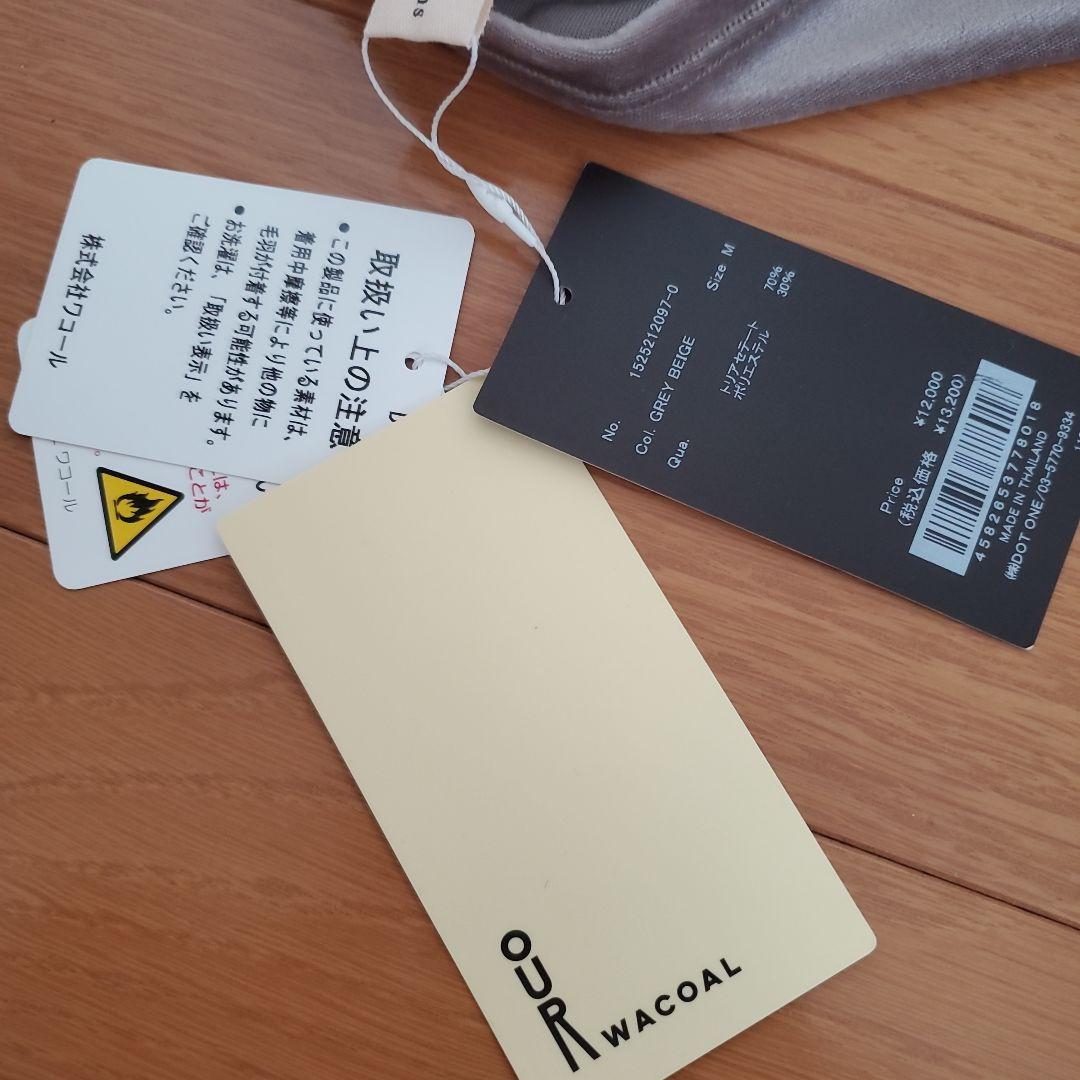 取扱い上の注意
●この製品に使っている素材は、
着用中摩擦等により他の物に
毛羽が付着する可能性があります。
●お洗濯は、「取扱い表示」を
ご確認ください。
株式会社ワコール
は、
ことが
ワコール
No. 1525212097-0
Col. GREY BEIGE
Qua.
Size M
トリアセテート 70%
ポリエステル 30%
Price ¥12,000
(税込価格 ¥13,200)
4582653778018
MADE IN THAILAND
㈱DOT ONE/03-5770-9334
OUR
WACOAL